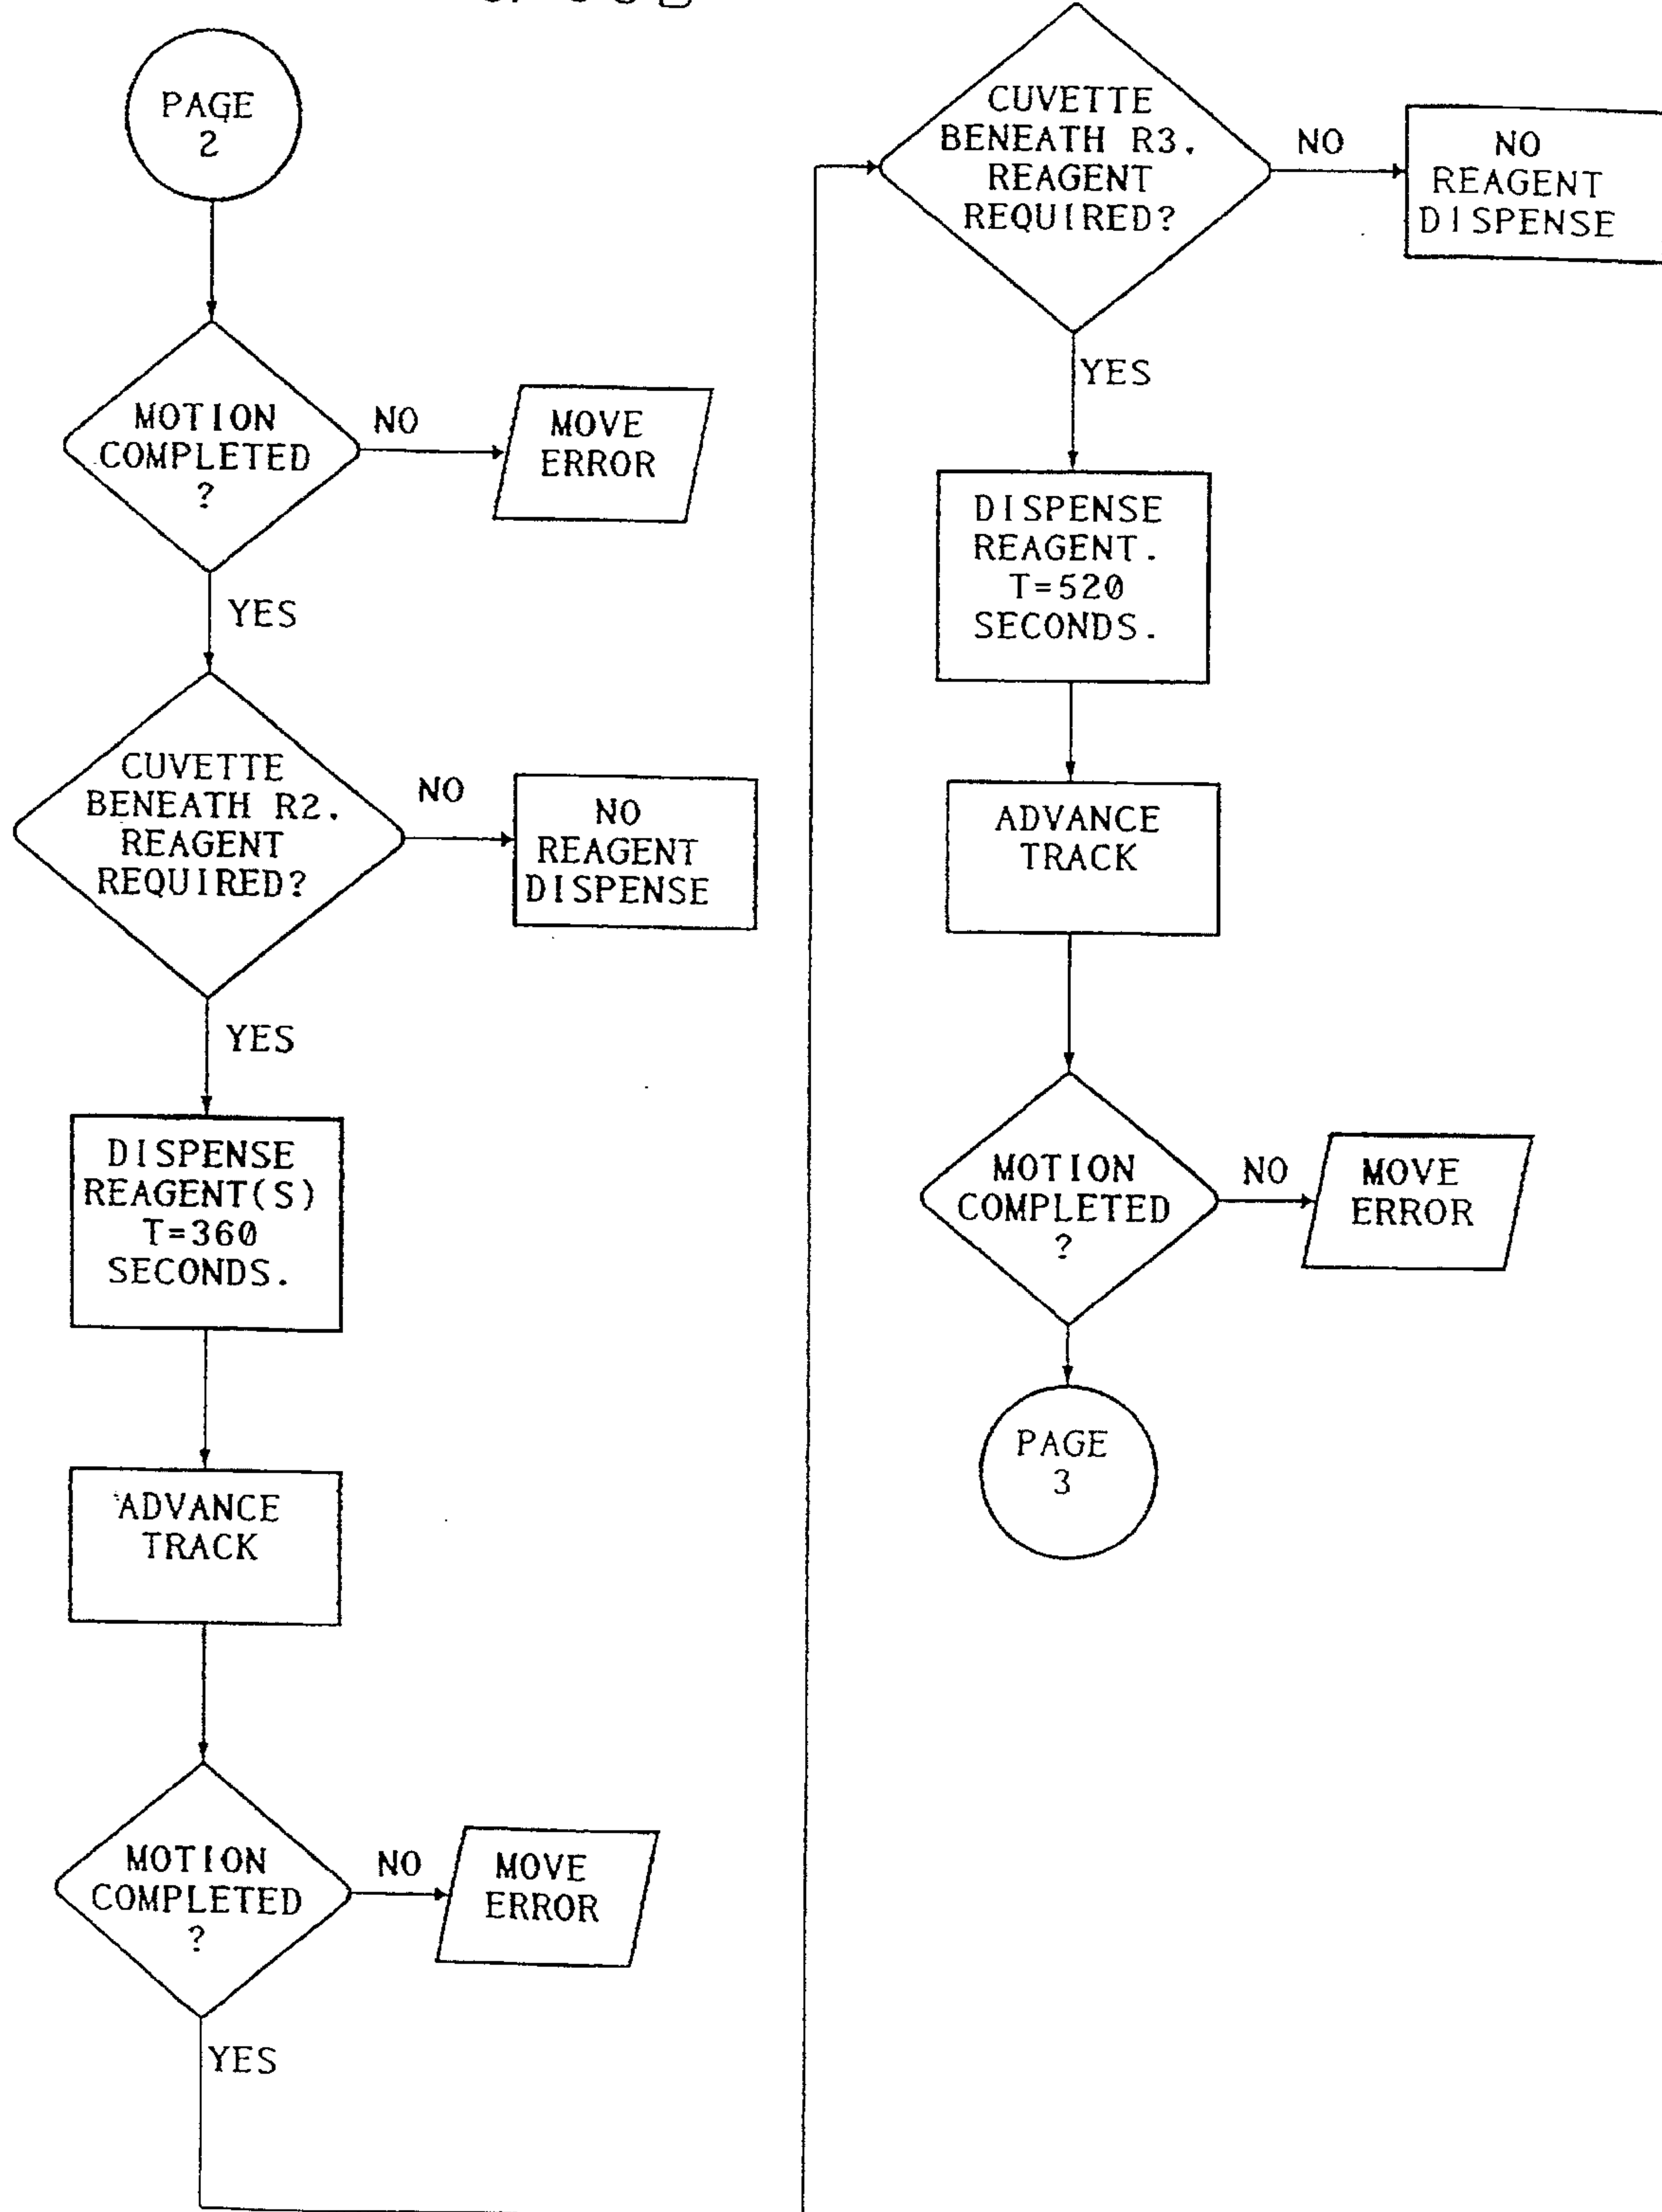 PAGE
2
MOTION
COMPLETED
?
NO
MOVE
ERROR
YES
CUVETTE
BENEATH R2.
REAGENT
REQUIRED?
NO
NO
REAGENT
DISPENSE
YES
DISPENSE
REAGENT(S)
T=360
SECONDS.
ADVANCE
TRACK
MOTION
COMPLETED
?
NO
MOVE
ERROR
YES
CUVETTE
BENEATH R3.
REAGENT
REQUIRED?
NO
NO
REAGENT
DISPENSE
YES
DISPENSE
REAGENT.
T=520
SECONDS.
ADVANCE
TRACK
MOTION
COMPLETED
?
NO
MOVE
ERROR
PAGE
3